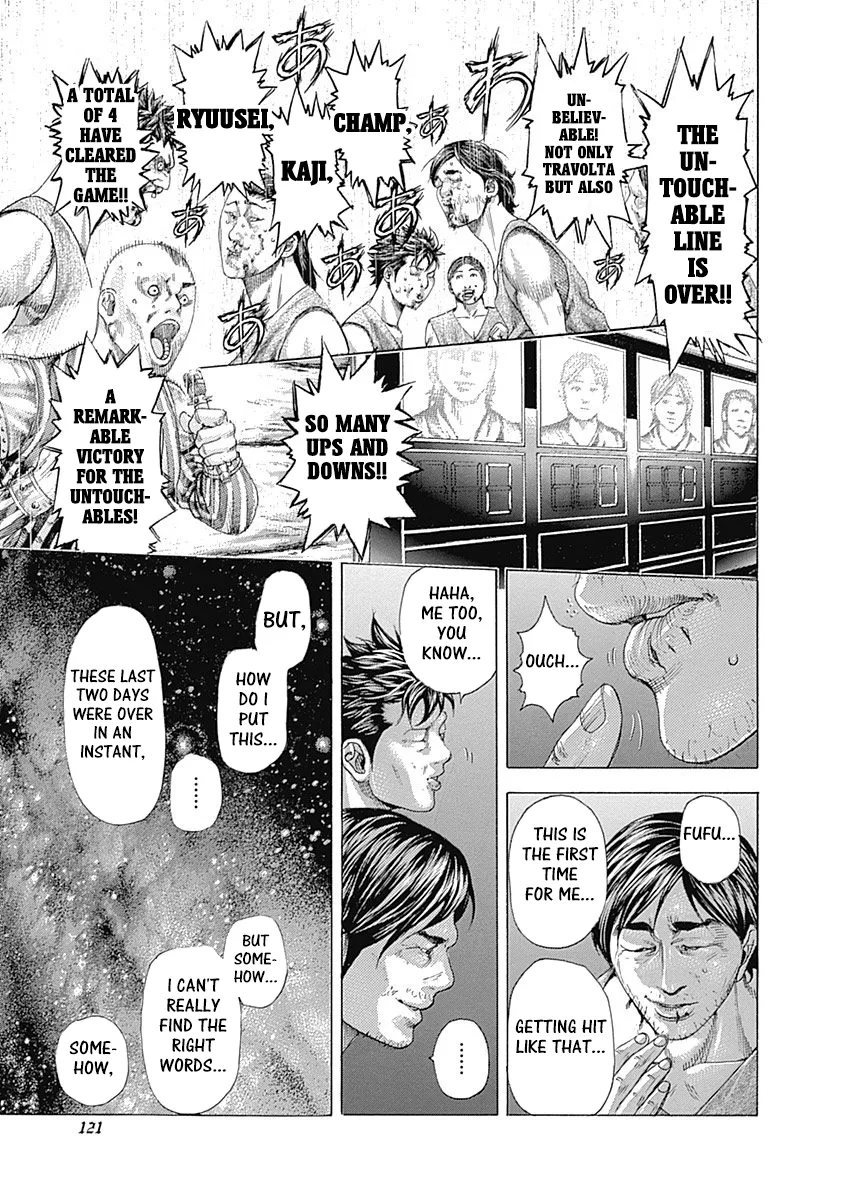 THE
UN-
TOUCH-
ABLE
LINE
IS
OVER!!
UN-
BELIEV-
ABLE!
NOT ONLY
TRAVOLTA
BUT ALSO
CHAMP,
KAJI,
RYUUSEI,
A TOTAL
OF 4
HAVE
CLEARED
THE
GAME!!
あ
あ
あ
あ
あ
あ
あ
あ
SO MANY
UPS AND
DOWNS!!
A
REMARK-
ABLE
VICTORY
FOR THE
UNTOUCH-
ABLES!
0
0
0
OUCH...
FUFU...
THIS IS
THE FIRST
TIME
FOR ME...
GETTING HIT
LIKE THAT...
HAHA,
ME TOO,
YOU
KNOW...
......
BUT,
HOW
DO I
PUT
THIS...
THESE LAST
TWO DAYS
WERE OVER
IN AN
INSTANT,
......
BUT
SOME-
HOW...
I CAN'T
REALLY
FIND THE
RIGHT
WORDS...
SOME-
HOW,
121